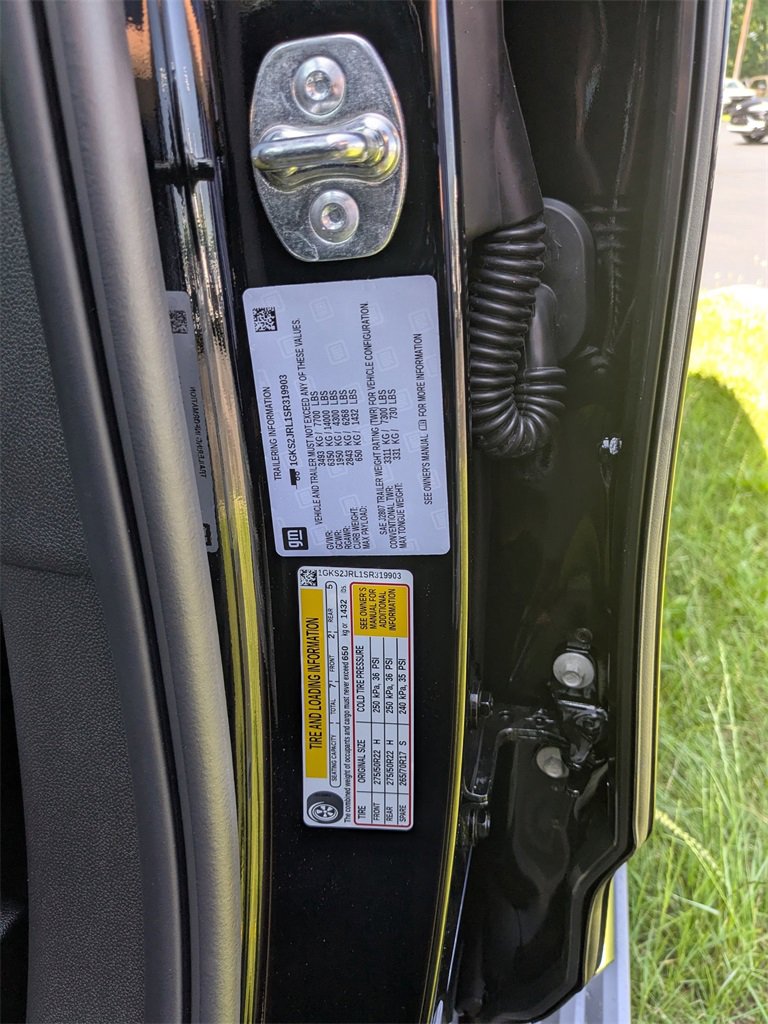 TRAILERING INFORMATION
1GKS2JRL1SR319903
VEHICLE AND TRAILER MUST NOT EXCEED ANY OF THESE VALUES.
GVWR: 3493 KG / 7700 LBS
GCWR: 6350 KG / 14000 LBS
RGAWR: 1950 KG / 4300 LBS
CURB WEIGHT: 2843 KG / 6268 LBS
MAX PAYLOAD: 650 KG / 1432 LBS
SAE J2807 TRAILER WEIGHT RATING (TWR) FOR VEHICLE CONFIGURATION.
CONVENTIONAL TWR: 3311 KG / 7300 LBS
MAX TONGUE WEIGHT: 331 KG / 730 LBS
SEE OWNER'S MANUAL FOR MORE INFORMATION
gm
1GKS2JRL1SR319903
TIRE AND LOADING INFORMATION
SEATING CAPACITY TOTAL 7 FRONT 2 REAR 5
The combined weight of occupants and cargo must never exceed 650 kg or 1432 lbs
TIRE ORIGINAL SIZE COLD TIRE PRESSURE
FRONT 275/50R22 H 250 kPa, 36 PSI
REAR 275/50R22 H 250 kPa, 36 PSI
SPARE 265/70R17 S 240 kPa, 35 PSI
SEE OWNER'S
MANUAL FOR
ADDITIONAL
INFORMATION